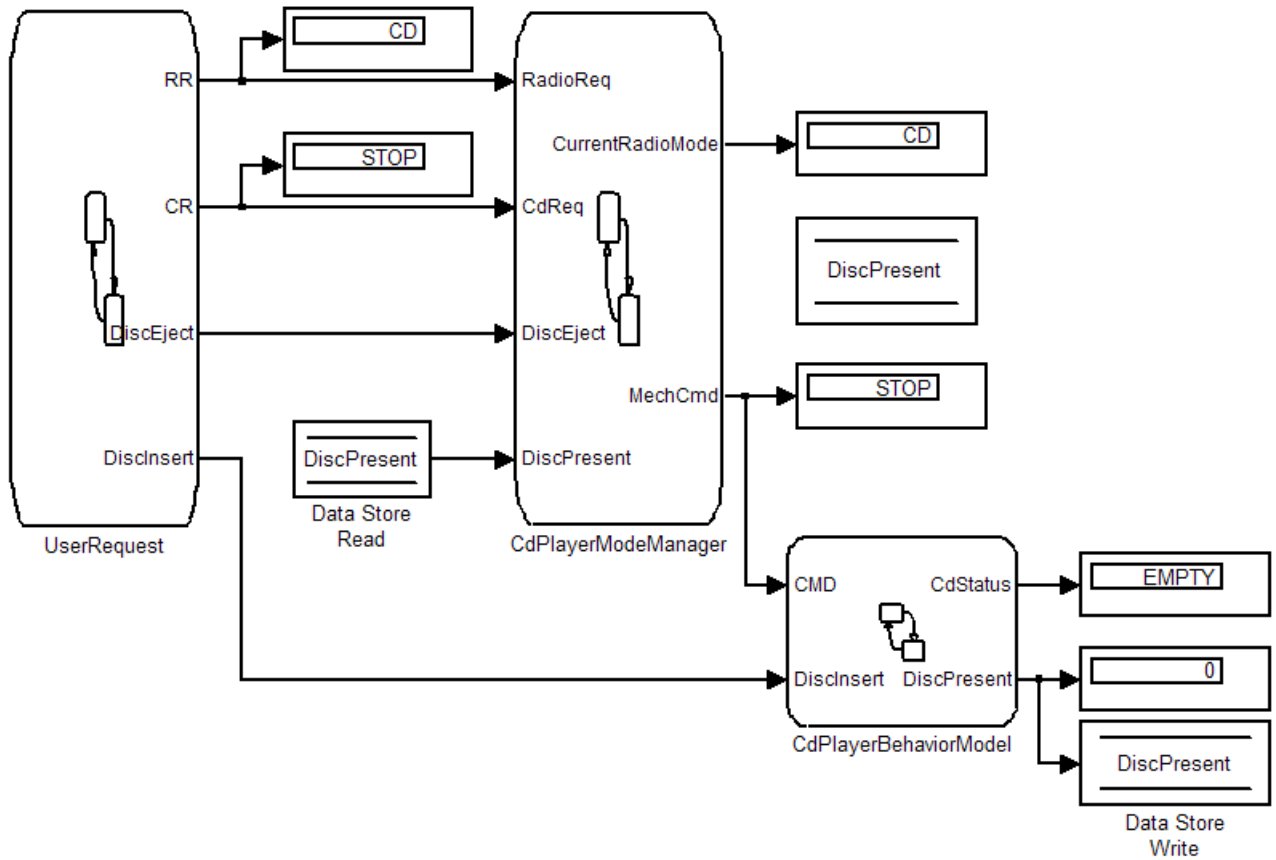 CD
RR
RadioReq
CurrentRadioMode
CD
STOP
CR
CdReq
DiscPresent
DiscEject
DiscEject
MechCmd
STOP
DiscInsert
DiscPresent
DiscPresent
Data Store
Read
UserRequest
CdPlayerModeManager
CMD
CdStatus
EMPTY
DiscInsert
DiscPresent
0
CdPlayerBehaviorModel
DiscPresent
Data Store
Write